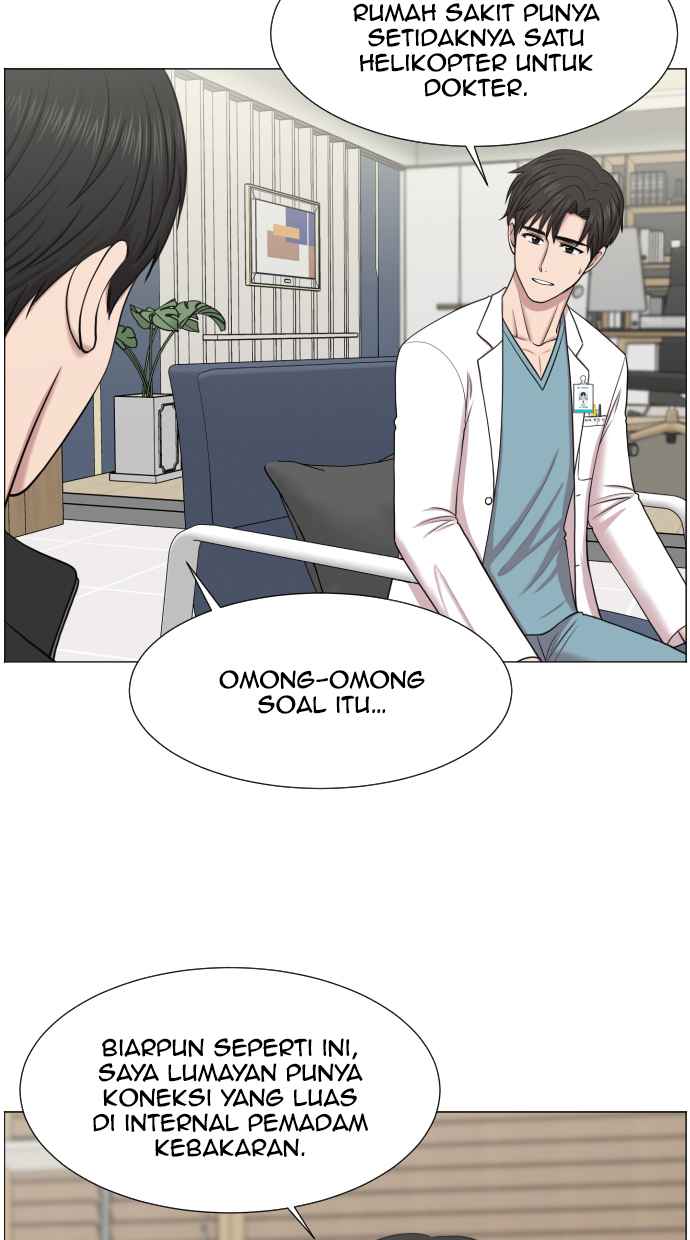 RUMAH SAKIT PUNYA
SETIDAKNYA SATU
HELIKOPTER UNTUK
DOKTER.
OMONG-OMONG
SOAL ITU...
BIARPUN SEPERTI INI,
SAYA LUMAYAN PUNYA
KONEKSI YANG LUAS
DI INTERNAL PEMADAM
KEBAKARAN.